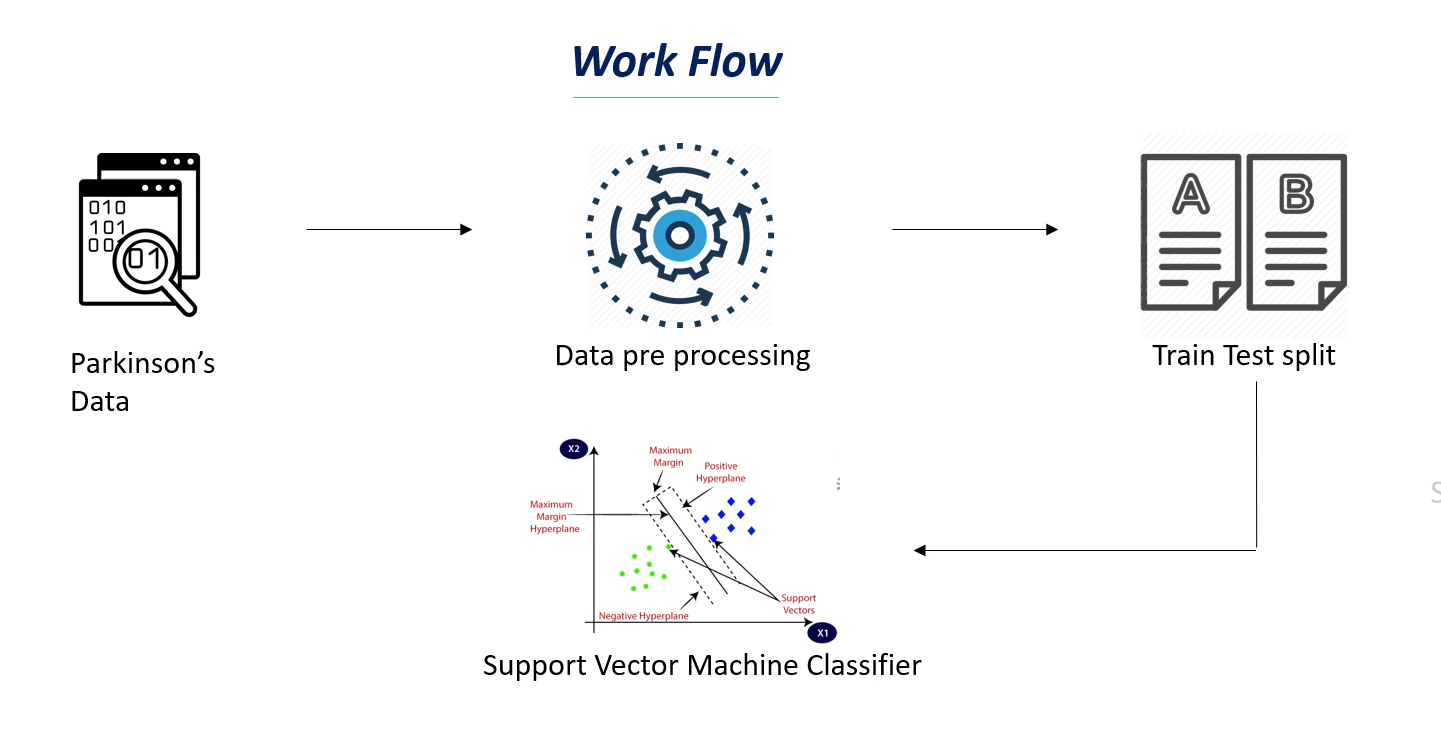 Work Flow
010
101
00
01
A
B
Parkinson's
Data
Data pre processing
Train Test split
X2
Maximum
Margin
Positive
Hyperplane
Maximum
Margin
Hyperplane
Support
Vectors
Negative Hyperplane
X1
Support Vector Machine Classifier